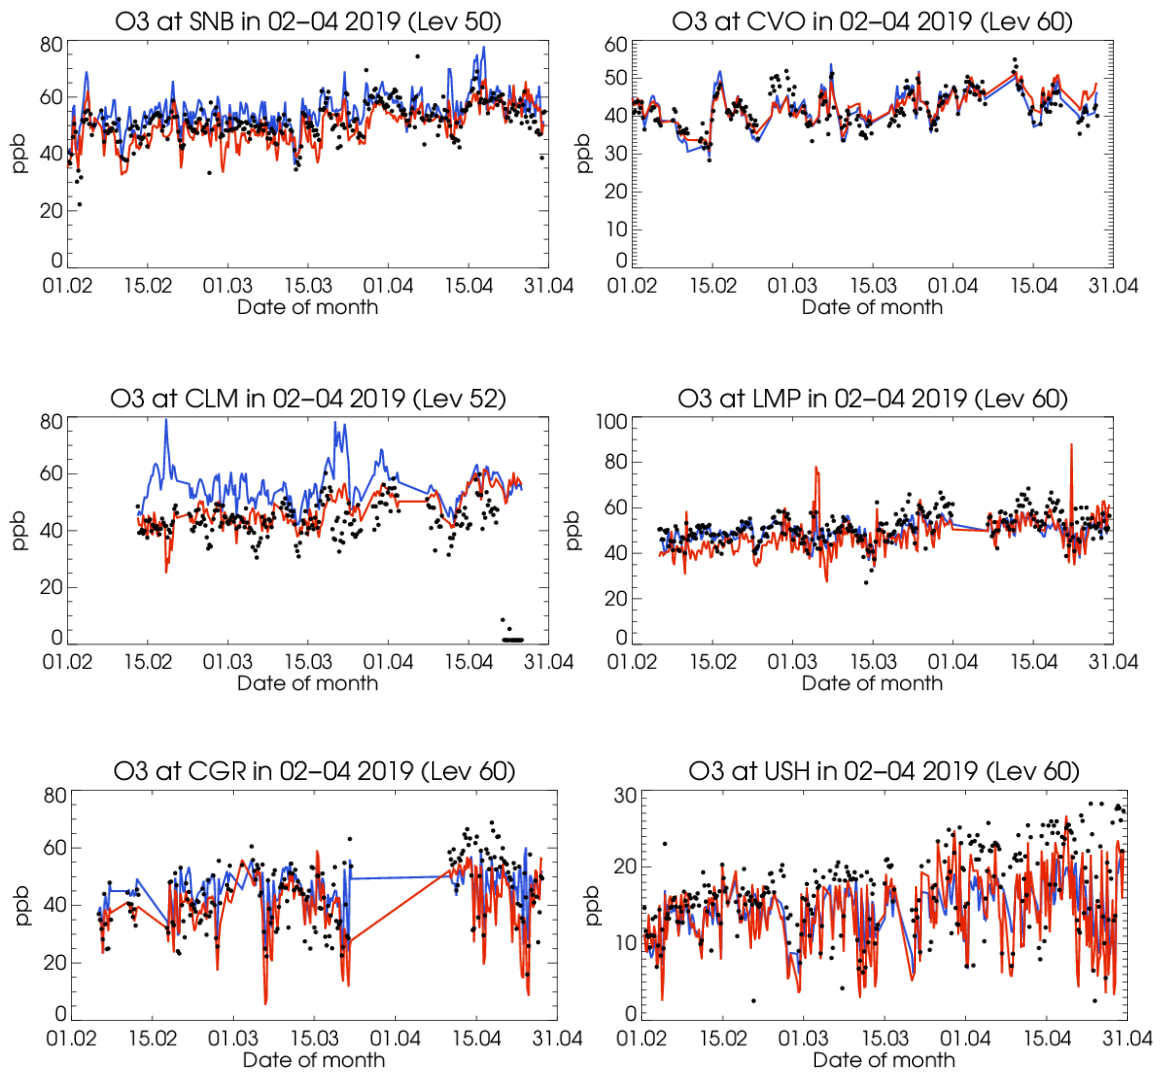 O3 at SNB in 02–04 2019 (Lev 50)
80
60
40
20
0
ppb
01.02 15.02 01.03 15.03 01.04 15.04 31.04
Date of month
O3 at CVO in 02–04 2019 (Lev 60)
60
50
40
30
20
10
0
ppb
01.02 15.02 01.03 15.03 01.04 15.04 31.04
Date of month
O3 at CLM in 02–04 2019 (Lev 52)
80
60
40
20
0
ppb
01.02 15.02 01.03 15.03 01.04 15.04 31.04
Date of month
O3 at LMP in 02–04 2019 (Lev 60)
100
80
60
40
20
0
ppb
01.02 15.02 01.03 15.03 01.04 15.04 31.04
Date of month
O3 at CGR in 02–04 2019 (Lev 60)
80
60
40
20
0
ppb
01.02 15.02 01.03 15.03 01.04 15.04 31.04
Date of month
O3 at USH in 02–04 2019 (Lev 60)
30
20
10
0
ppb
01.02 15.02 01.03 15.03 01.04 15.04 31.04
Date of month